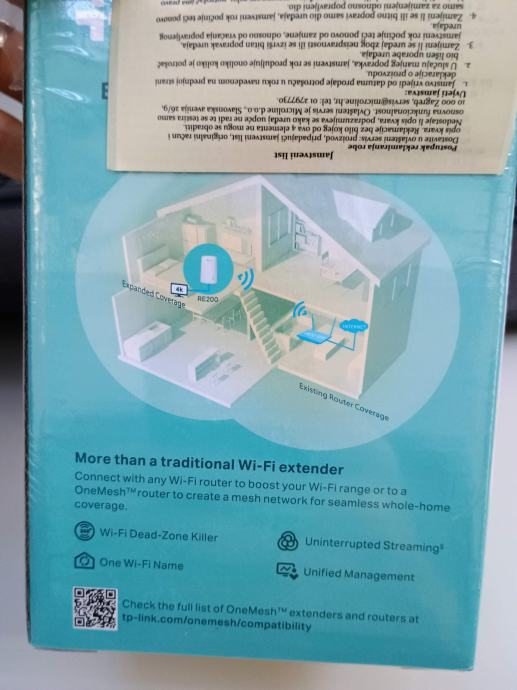 Jamstveni list
Postupak reklamiranja robe
Dostavite u ovlašteni servis: proizvod, pripadajući jamstveni list, originalni račun i
opis kvara. Reklamacije bez bilo kojeg od ova 4 elementa ne mogu se obraditi.
Nedostaje li opis kvara, podrazumijeva se kako uređaj uopće ne radi te se testira samo
osnovna funkcionalnost. Ovlašteni servis je Microline d.o.o., Slavonska avenija 26/9,
10 000 Zagreb, servis@microline.hr, tel: 01 2797730.
Uvjeti jamstva:
1. Jamstvo vrijedi od datuma prodaje potrošaču u roku navedenom na prednjoj strani
deklaracije o proizvodu.
2. U slučaju manjeg popravka, jamstveni se rok produljuje onoliko koliko je potrošač
bio lišen uporabe uređaja.
3. Zamijeni li se uređaj zbog neispravnosti ili se izvrši bitan popravak uređaja,
jamstveni rok počinje teći ponovo od zamjene, odnosno od vraćanja popravljenog
uređaja.
4. Zamijeni li se ili bitno popravi samo dio uređaja, jamstveni rok počinje teći ponovo
samo za zamijenjeni odnosno popravljeni dio.
Expanded Coverage
4k
RE200
INTERNET
Existing Router Coverage
More than a traditional Wi-Fi extender
Connect with any Wi-Fi router to boost your Wi-Fi range or to a
OneMesh™ router to create a mesh network for seamless whole-home
coverage.
Wi-Fi Dead-Zone Killer
Uninterrupted Streaming§
One Wi-Fi Name
Unified Management
Check the full list of OneMesh™ extenders and routers at
tp-link.com/onemesh/compatibility